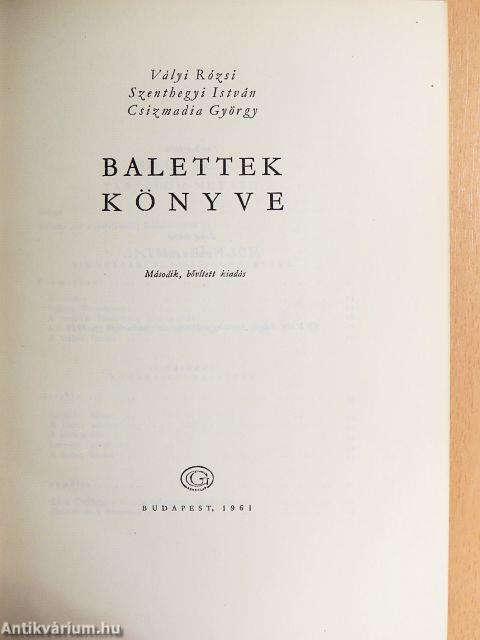 Vályi Rózsi
Szenthegyi István
Csizmadia György
BALETTEK
KÖNYVE
Második, bővített kiadás
G
BUDAPEST, 1961
Antikvárium.hu